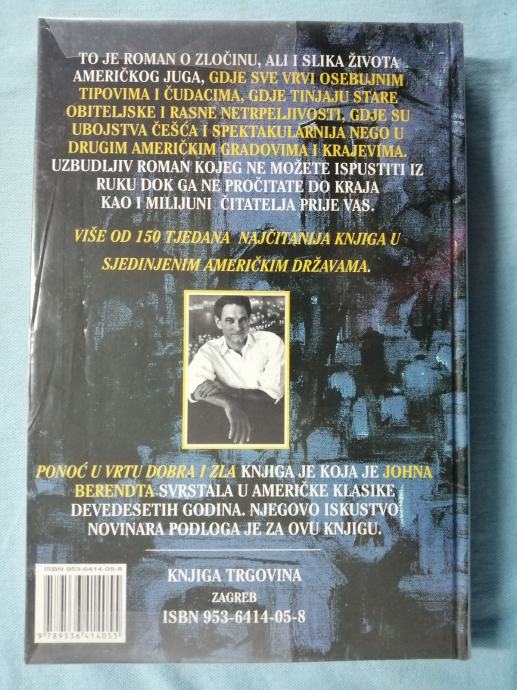 TO JE ROMAN O ZLOČINU, ALI I SLIKA ŽIVOTA
AMERIČKOG JUGA, GDJE SVE VRVI OSEBUJNIM
TIPOVIMA I ČUDACIMA, GDJE TINJAJU STARE
OBITELJSKE I RASNE NETRPELJIVOSTI, GDJE SU
UBOJSTVA ČEŠĆA I SPEKTAKULARNIJA NEGO U
DRUGIM AMERIČKIM GRADOVIMA I KRAJEVIMA.
UZBUDLJIV ROMAN KOJEG NE MOŽETE ISPUSTITI IZ
RUKU DOK GA NE PROČITATE DO KRAJA
KAO I MILIJUNI ČITATELJA PRIJE VAS.
VIŠE OD 150 TJEDANA NAJČITANIJA KNJIGA U
SJEDINJENIM AMERIČKIM DRŽAVAMA.
PONOĆ U VRTU DOBRA I ZLA KNJIGA JE KOJA JE JOHNA
BERENDTA SVRSTALA U AMERIČKE KLASIKE
DEVEDESETIH GODINA. NJEGOVO ISKUSTVO
NOVINARA PODLOGA JE ZA OVU KNJIGU.
ISBN 953-6414-05-8
9 789536 414055
KNJIGA TRGOVINA
ZAGREB
ISBN 953-6414-05-8